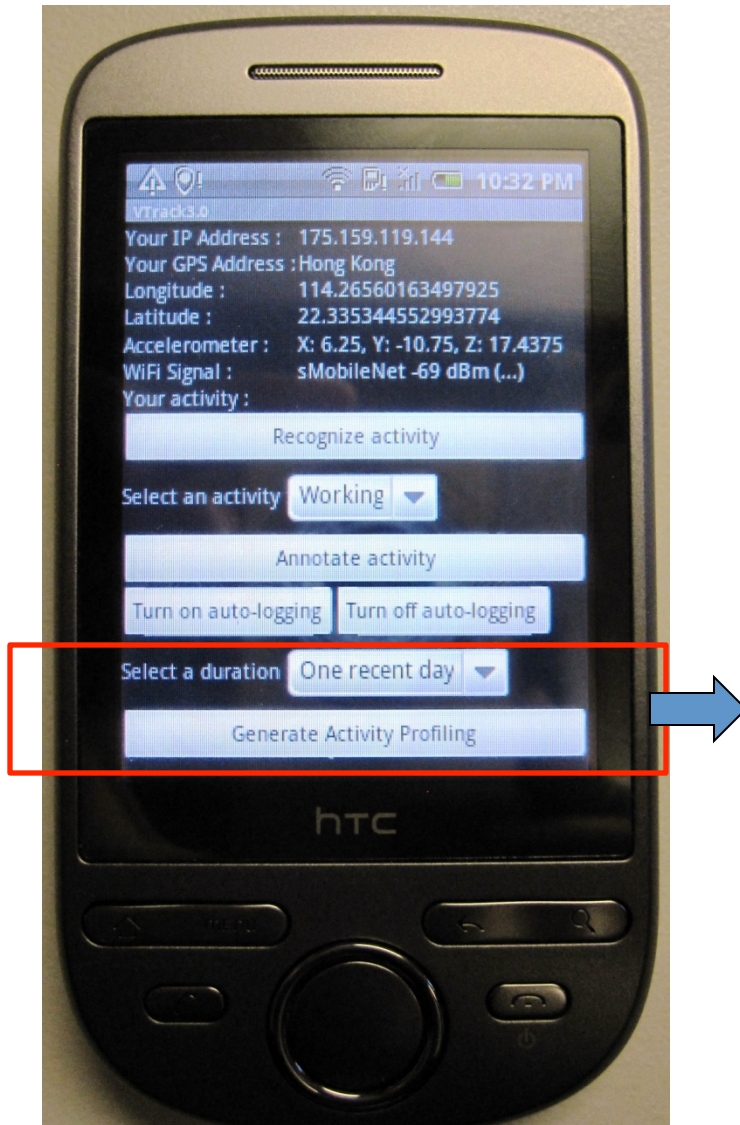 10:32 PM
VTrack3.0
Your IP Address : 175.159.119.144
Your GPS Address : Hong Kong
Longitude : 114.26560163497925
Latitude : 22.335344552993774
Accelerometer : X: 6.25, Y: -10.75, Z: 17.4375
WiFi Signal : sMobileNet -69 dBm (...)
Your activity :
Recognize activity
Select an activity Working
Annotate activity
Turn on auto-logging Turn off auto-logging
Select a duration One recent day
Generate Activity Profiling
hTC
MENU